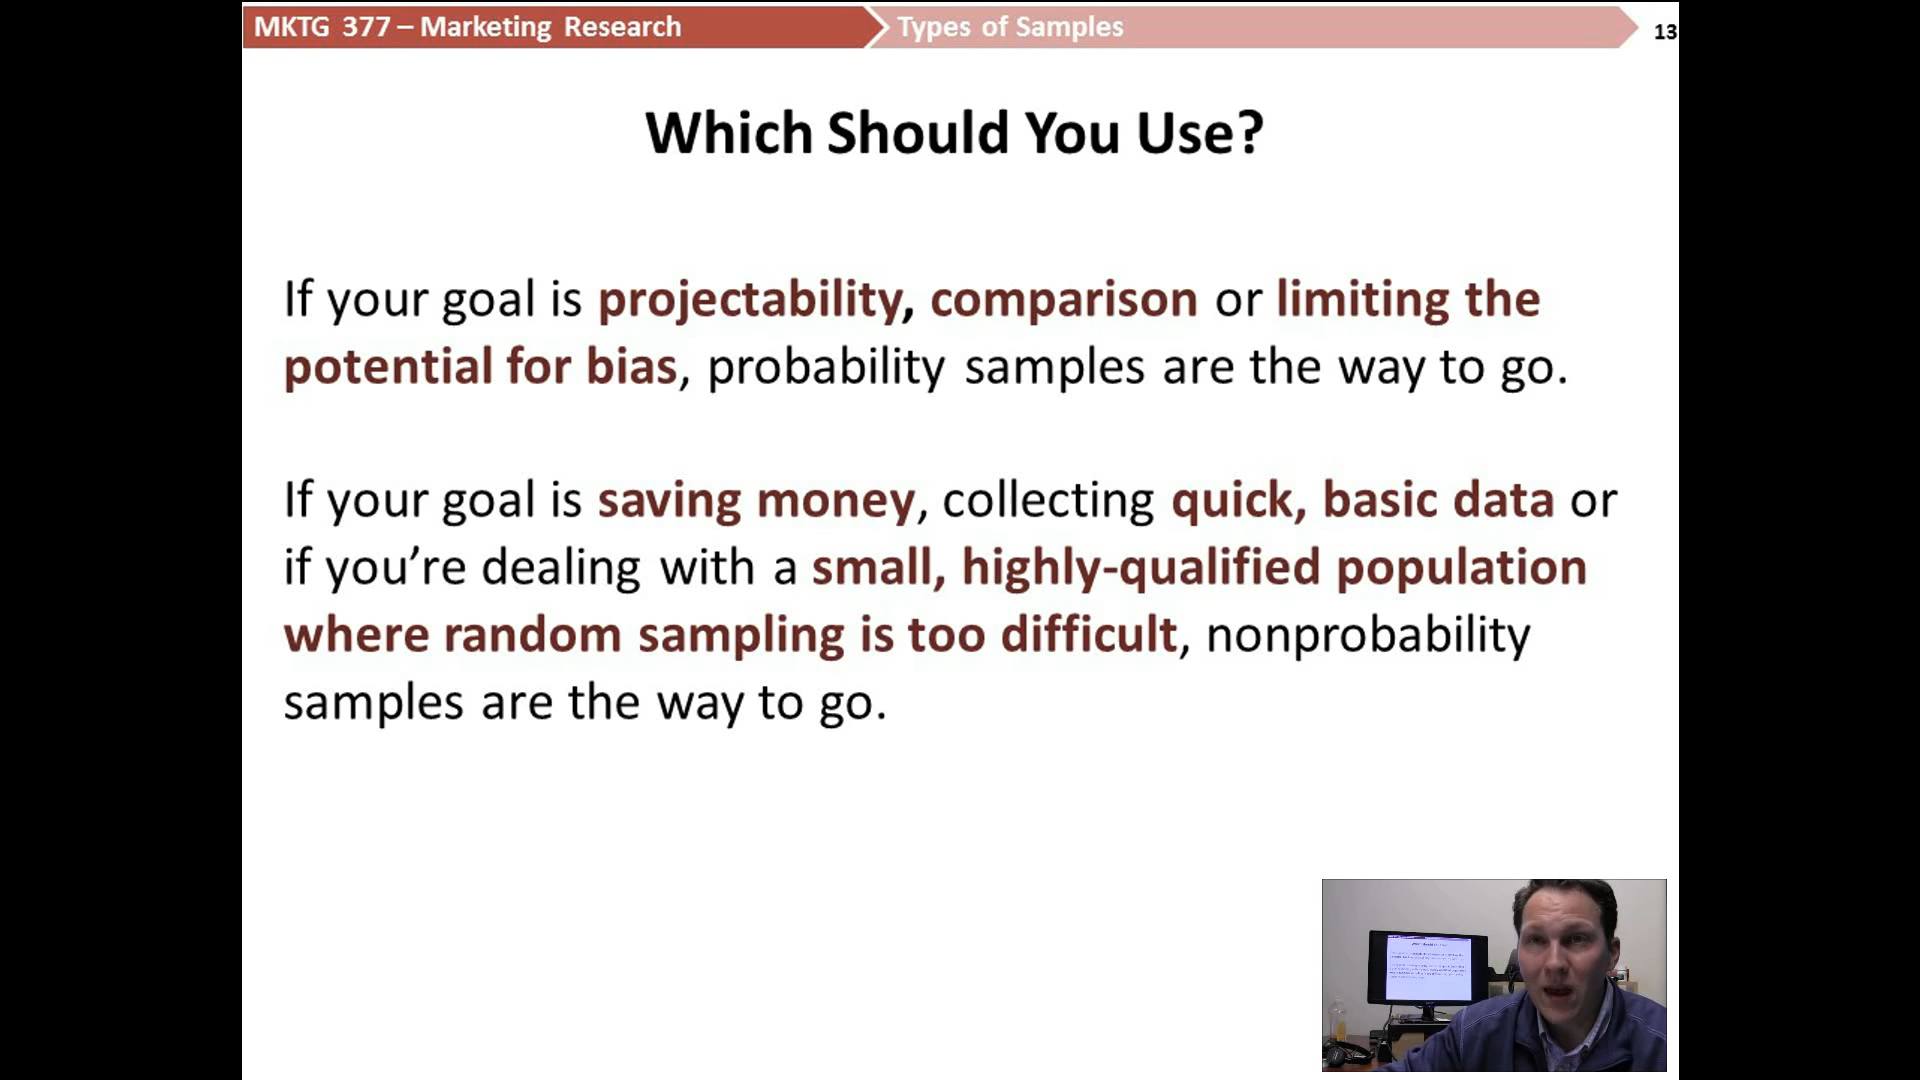 MKTG 377 – Marketing Research
Types of Samples
13
Which Should You Use?
If your goal is projectability, comparison or limiting the
potential for bias, probability samples are the way to go.
If your goal is saving money, collecting quick, basic data or
if you’re dealing with a small, highly-qualified population
where random sampling is too difficult, nonprobability
samples are the way to go.